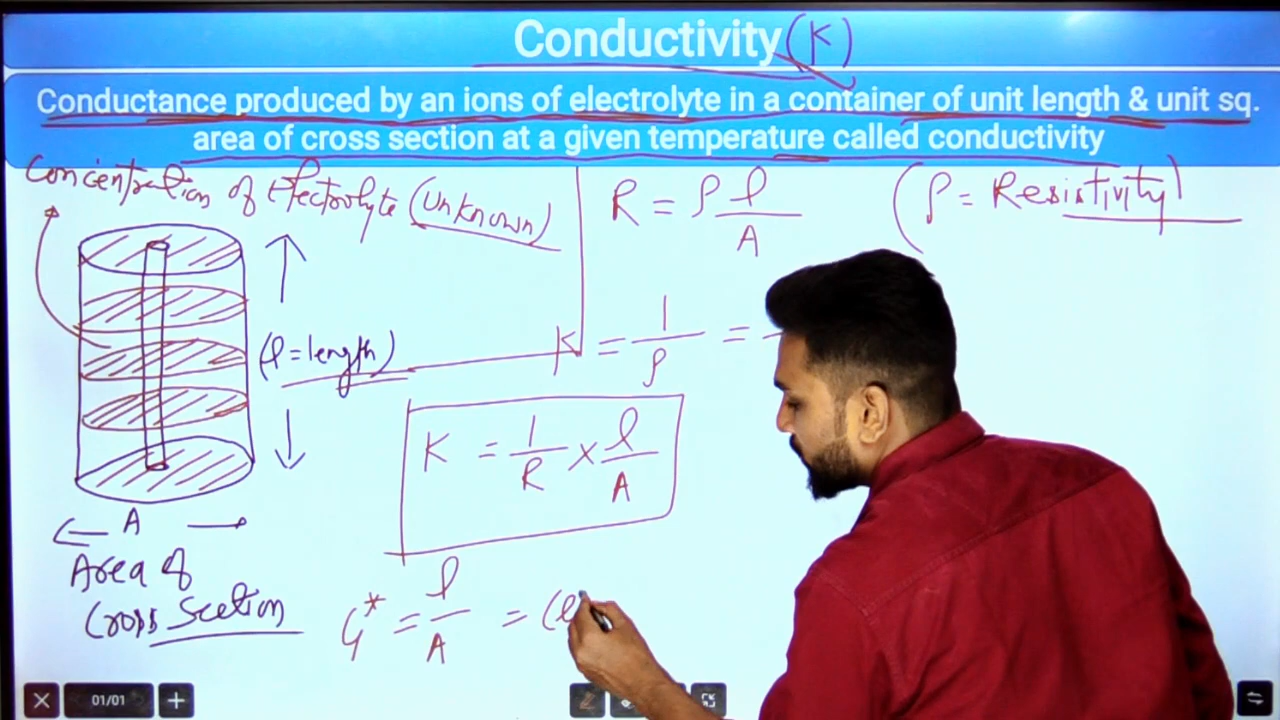 Conductivity (K)
Conductance produced by an ions of electrolyte in a container of unit length & unit sq.
area of cross section at a given temperature called conductivity
Concentration of Electrolyte (Unknown)
R = ρ l / A
(ρ = Resistivity)
(l = length)
K = 1 / ρ =
K = 1 / R × l / A
A
Area of
Cross Section
G* = l / A = (e
01/01